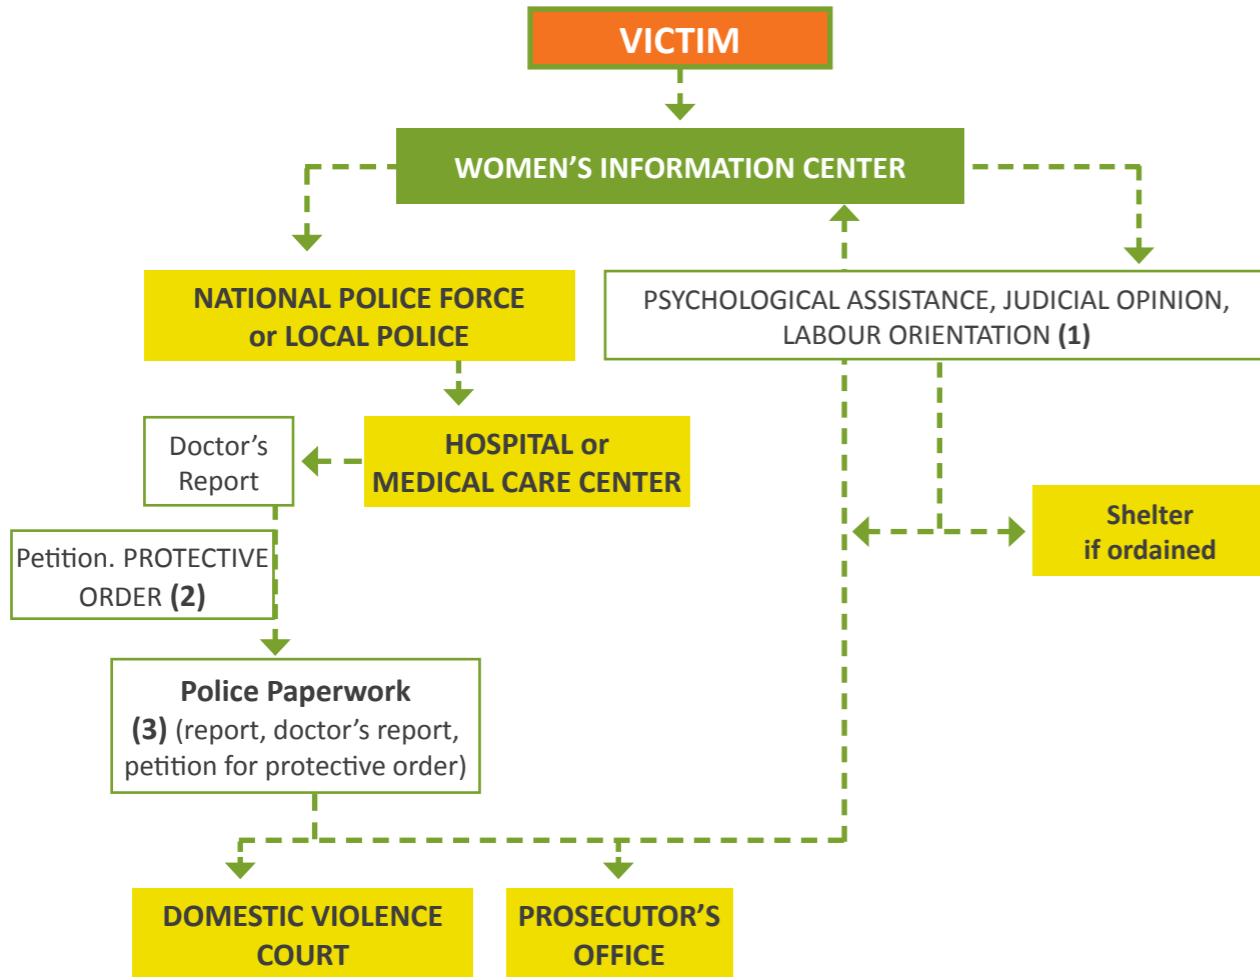 VICTIM
WOMEN’S INFORMATION CENTER
NATIONAL POLICE FORCE
or LOCAL POLICE
PSYCHOLOGICAL ASSISTANCE, JUDICIAL OPINION,
LABOUR ORIENTATION (1)
Doctor’s
Report
HOSPITAL or
MEDICAL CARE CENTER
Shelter
if ordained
Petition. PROTECTIVE
ORDER (2)
Police Paperwork
(3) (report, doctor’s report,
petition for protective order)
DOMESTIC VIOLENCE
COURT
PROSECUTOR’S
OFFICE